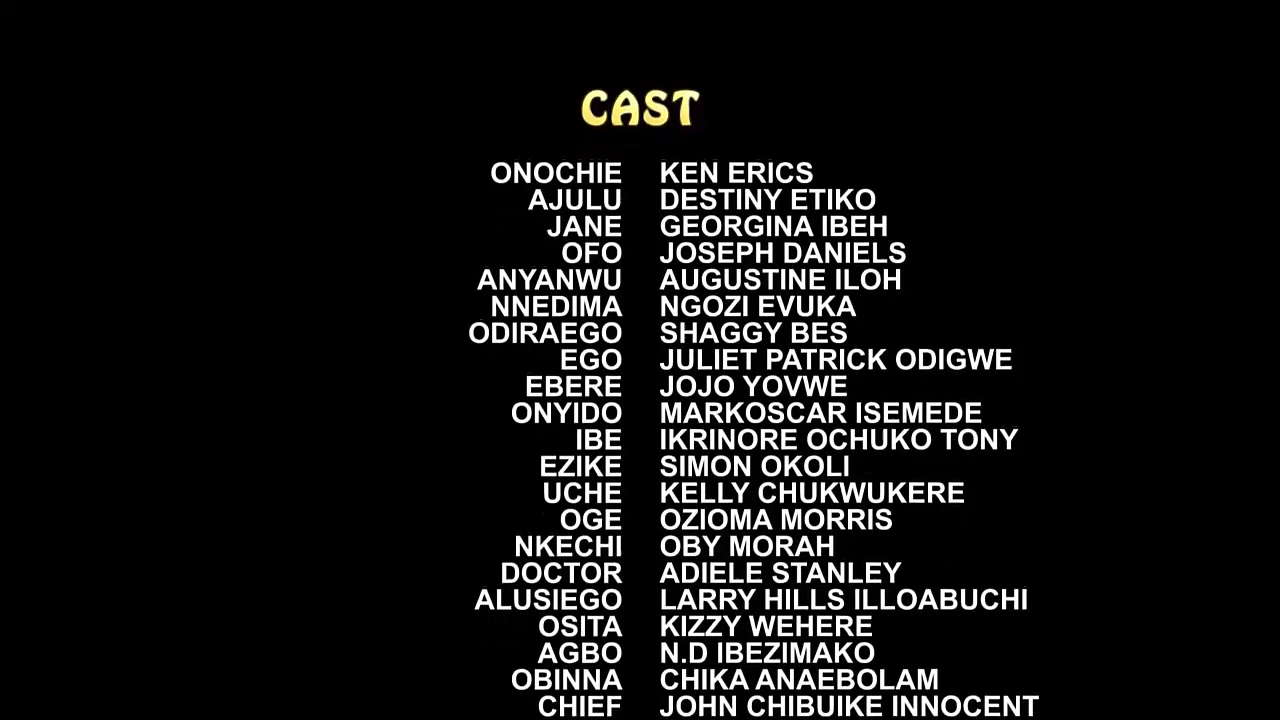 CAST
ONOCHIE KEN ERICS
AJULU DESTINY ETIKO
JANE GEORGINA IBEH
OFO JOSEPH DANIELS
ANYANWU AUGUSTINE ILOH
NNEDIMA NGOZI EVUKA
ODIRAEGO SHAGGY BES
EGO JULIET PATRICK ODIGWE
EBERE JOJO YOVWE
ONYIDO MARKOSCAR ISEMEDE
IBE IKRINORE OCHUKO TONY
EZIKE SIMON OKOLI
UCHE KELLY CHUKWUKERE
OGE OZIOMA MORRIS
NKECHI OBY MORAH
DOCTOR ADIELE STANLEY
ALUSIEGO LARRY HILLS ILLOABUCHI
OSITA KIZZY WEHERE
AGBO N.D IBEZIMAKO
OBINNA CHIKA ANAEBOLAM
CHIEF JOHN CHIBUIKE INNOCENT